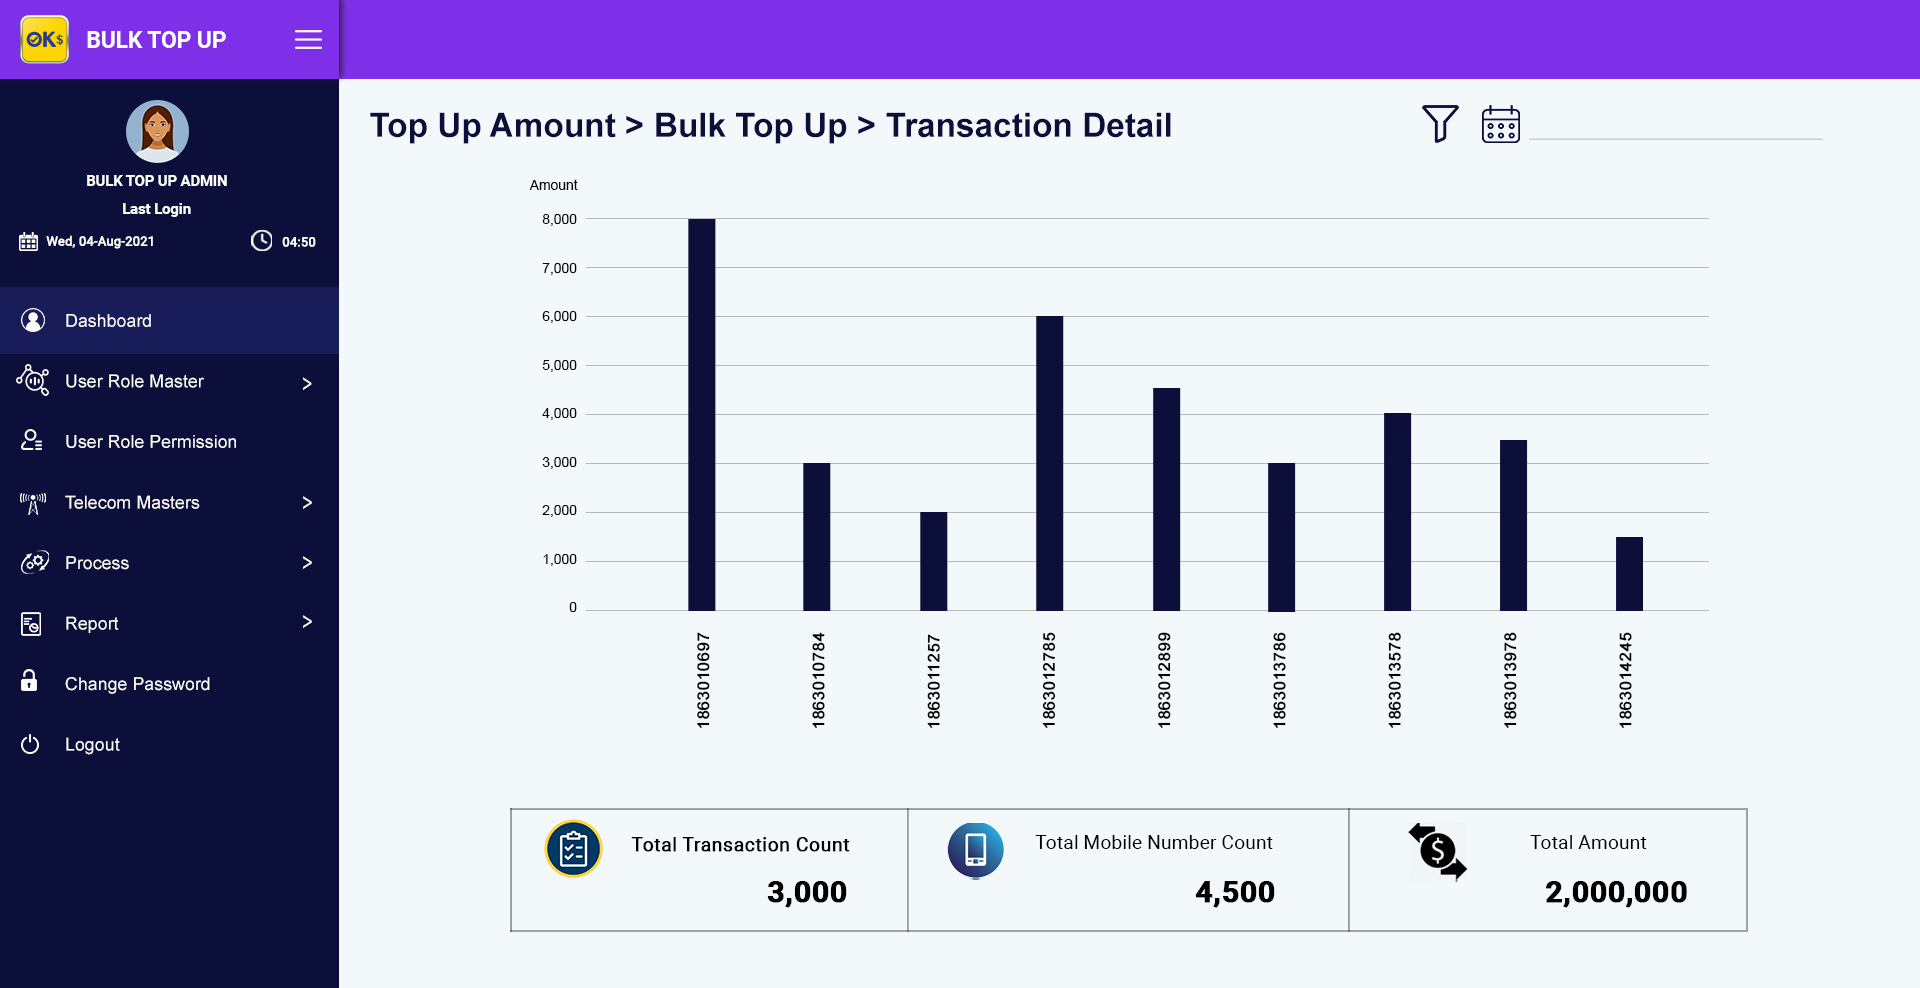 OK$
BULK TOP UP
BULK TOP UP ADMIN
Last Login
Wed, 04-Aug-2021
04:50
Dashboard
User Role Master >
User Role Permission
Telecom Masters >
Process >
Report >
Change Password
Logout
Top Up Amount > Bulk Top Up > Transaction Detail
Amount
8,000
7,000
6,000
5,000
4,000
3,000
2,000
1,000
0
1863010697
1863010784
1863011257
1863012785
1863012899
1863013786
1863013578
1863013978
1863014245
Total Transaction Count
3,000
Total Mobile Number Count
4,500
$
Total Amount
2,000,000